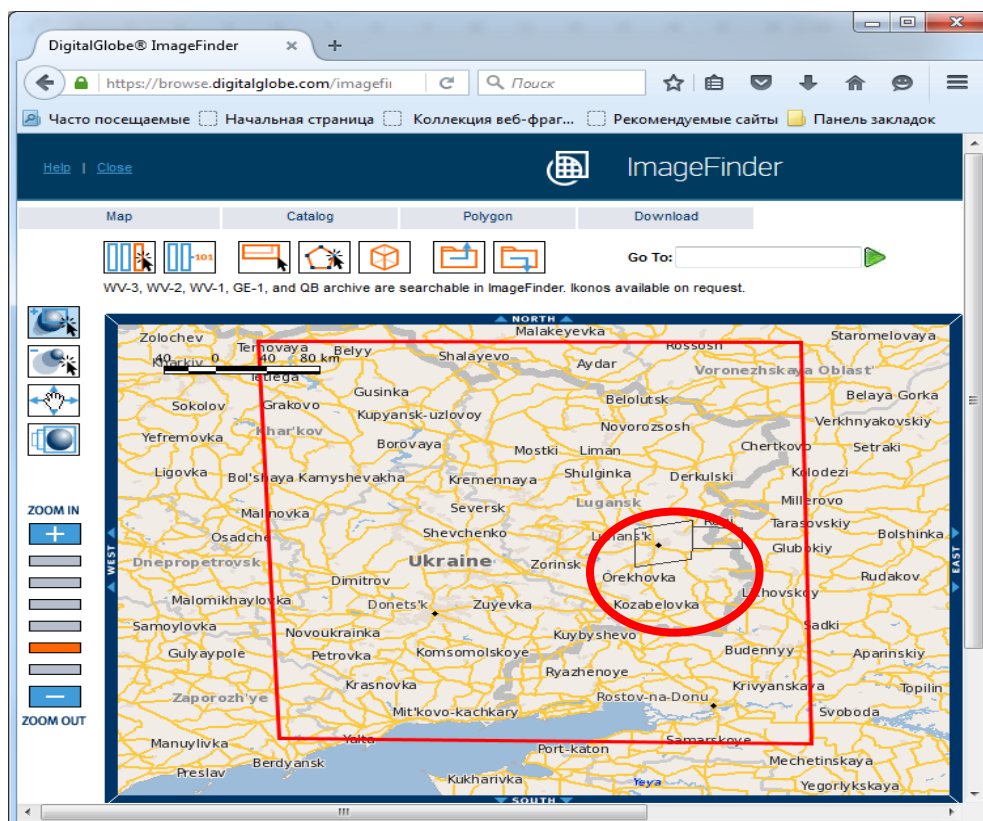 DigitalGlobe® ImageFinder
https://browse.digitalglobe.com/imagefi
Поиск
Часто посещаемые Начальная страница Коллекция веб-фраг... Рекомендуемые сайты Панель закладок
Help | Close
ImageFinder
Map Catalog Polygon Download
-101
Go To:
WV-3, WV-2, WV-1, GE-1, and QB archive are searchable in ImageFinder. Ikonos available on request.
NORTH
Malakeyevka
Zolochev Staromelovaya
Ternovaya Belyy Rossosh
40 0 40 80 km Shalayevo Aydar
Kharkiv Voronezhskaya Oblast'
Gusinka Belaya Gorka
Sokolov Grakovo Belolutsk
Kupyansk-uzlovoy Verkhnyakovskiy
Khar'kov Novorozsosh
Yefremovka Borovaya Chertkovo Setraki
Mostki Liman
Ligovka Bol'shaya Kamyshevakha Kremennaya Shulginka Derkulski Kolodezi
Malinovka Seversk Lugansk Millerovo
ZOOM IN
Osadche Shevchenko Tarasovskiy Bolshinka
Dnepropetrovsk Ukraine Zorinsk Glubokiy
WEST EAST
Dimitrov Orekhovka Rudakov
Malomikhaylovka Donets'k Zuyevka Kozabelovka
Samoylovka Novoukrainka Kuybyshevo Sadki
Gulyaypole Petrovka Komsomolskoye Budennyy Aparinskiy
Ryazhenoye
Krasnovka Krivyanskaya Topilin
Zaporozh'ye Rostov-na-Donu
ZOOM OUT
Mit'kovo-kachkary Svoboda
Manuylivka Yalta Samarskoye
Port-katon
Berdyansk Mechetinskaya
Preslav Kukharivka Yeya Yegorlykskaya
SOUTH